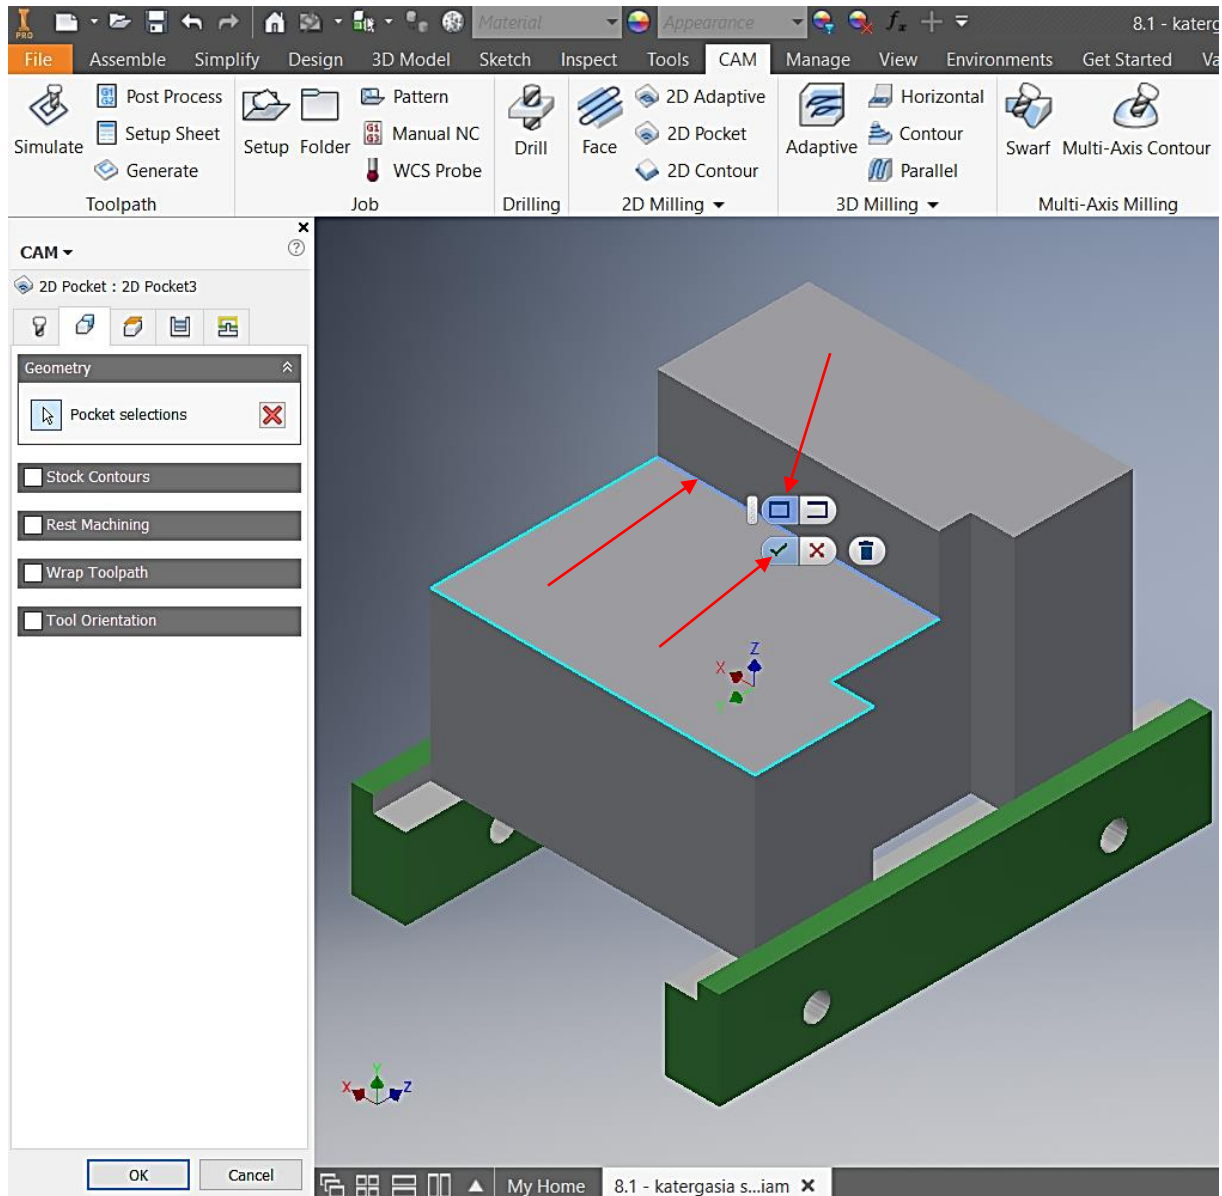 PRO
Material
Appearance
fx
8.1 - katerg
File Assemble Simplify Design 3D Model Sketch Inspect Tools CAM Manage View Environments Get Started Va
Post Process
Pattern
2D Adaptive
Horizontal
Setup Sheet
Manual NC
2D Pocket
Contour
Simulate
Setup Folder
Drill
Face
Adaptive
Swarf Multi-Axis Contour
Generate
WCS Probe
2D Contour
Parallel
Toolpath
Job
Drilling
2D Milling
3D Milling
Multi-Axis Milling
CAM
2D Pocket : 2D Pocket3
Geometry
Pocket selections
Stock Contours
Rest Machining
Wrap Toolpath
Tool Orientation
Z
X
Y
X Z
OK
Cancel
My Home
8.1 - katergasia s...iam